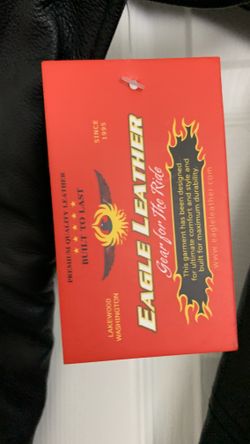 PREMIUM QUALITY LEATHER
BUILT TO LAST
LAKEWOOD
WASHINGTON
SINCE
1995
EAGLE LEATHER
Gear For The Ride
This garment has been designed
for ultimate comfort and style and
built for maximum durability.
www.eagleleather.com